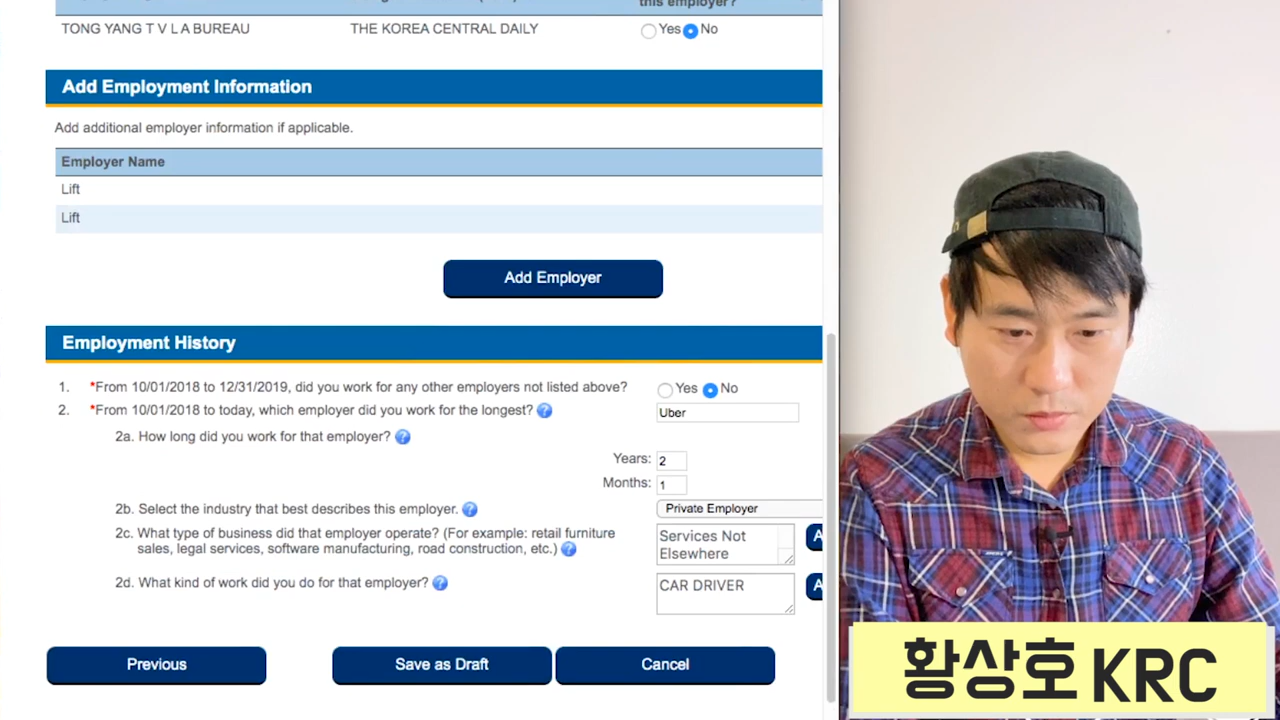 this employer?
TONG YANG T V L A BUREAU THE KOREA CENTRAL DAILY Yes No
Add Employment Information
Add additional employer information if applicable.
Employer Name
Lift
Lift
Add Employer
Employment History
1. *From 10/01/2018 to 12/31/2019, did you work for any other employers not listed above? Yes No
2. *From 10/01/2018 to today, which employer did you work for the longest? ? Uber
2a. How long did you work for that employer? ?
Years: 2
Months: 1
2b. Select the industry that best describes this employer. ? Private Employer
2c. What type of business did that employer operate? (For example: retail furniture
sales, legal services, software manufacturing, road construction, etc.) ?
Services Not
Elsewhere
2d. What kind of work did you do for that employer? ? CAR DRIVER
Previous Save as Draft Cancel
황상호 KRC